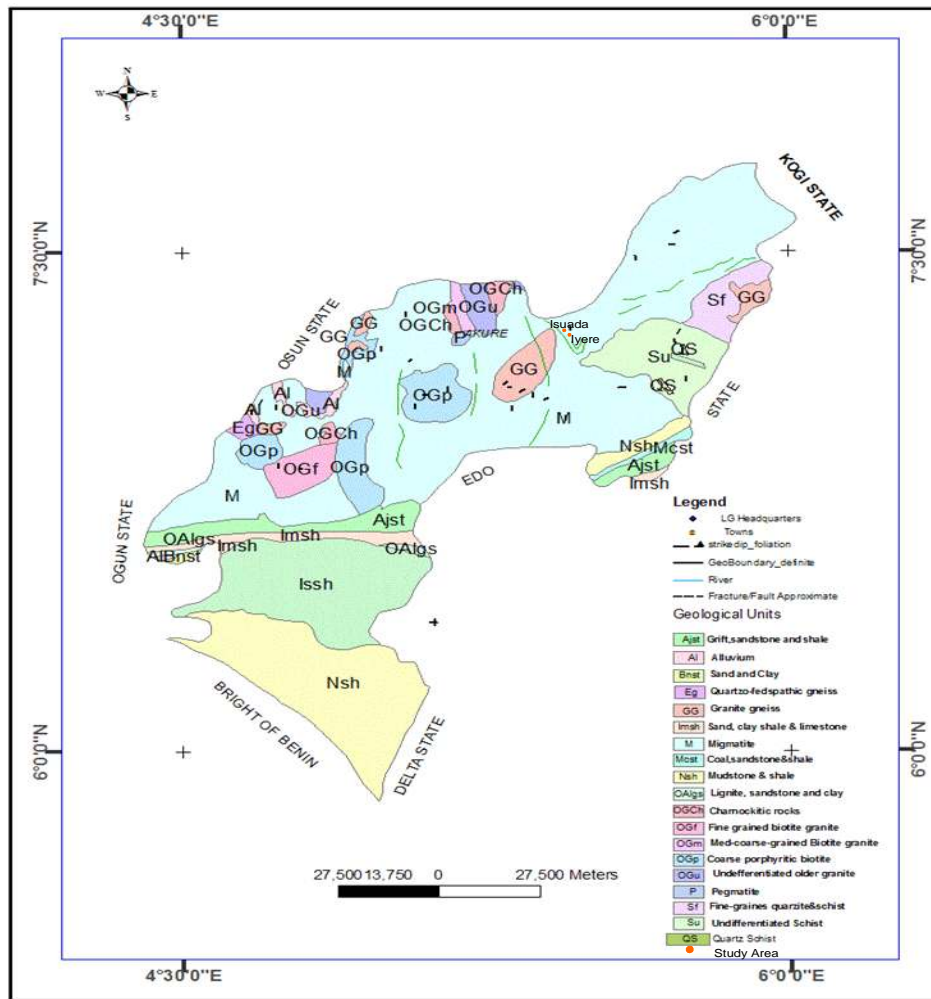 4°30'0"E
6°0'0"E
N
W
E
S
KOGI STATE
7°30'0"N
7°30'0"N
Sf
GG
OGCh
OGm
OGu
OSUN STATE
GG
OGCh
Isuada
QS
GG
P
AKURE
Iyere
Su
OGp
GG
M
QS
Al
OGp
STATE
Al
OGu
Al
M
Eg
GG
OGCh
Nsh
Mcst
OGp
OGf
OGp
Ajst
EDO
Imsh
M
Legend
LG Headquarters
Ajst
Towns
OGUN STATE
OAlgs
Imsh
Imsh
OAlgs
strikedip_foliation
Al
Bnst
GeoBoundary_definite
Issh
River
Fracture/Fault Approximate
Geological Units
Ajst Grift,sandstone and shale
Al Alluvium
Nsh
Bnst Sand and Clay
Eg Quartzo-fedspathic gneiss
GG Granite gneiss
BRIGHT OF BENIN
DELTA STATE
Imsh Sand, clay shale & limestone
M Migmatite
6°0'0"N
6°0'0"N
Mcst Coal,sandstone&shale
Nsh Mudstone & shale
OAlgs Lignite, sandstone and clay
OGCh Charnockitic rocks
OGf Fine grained biotite granite
OGm Med-coarse-grained Biotite granite
OGp Coarse porphyritic biotite
27,500 13,750 0 27,500 Meters
OGu Undefferentiated older granite
P Pegmatite
Sf Fine-graines quarzite&schist
Su Undifferentiated Schist
QS Quartz Schist
Study Area
4°30'0"E
6°0'0"E